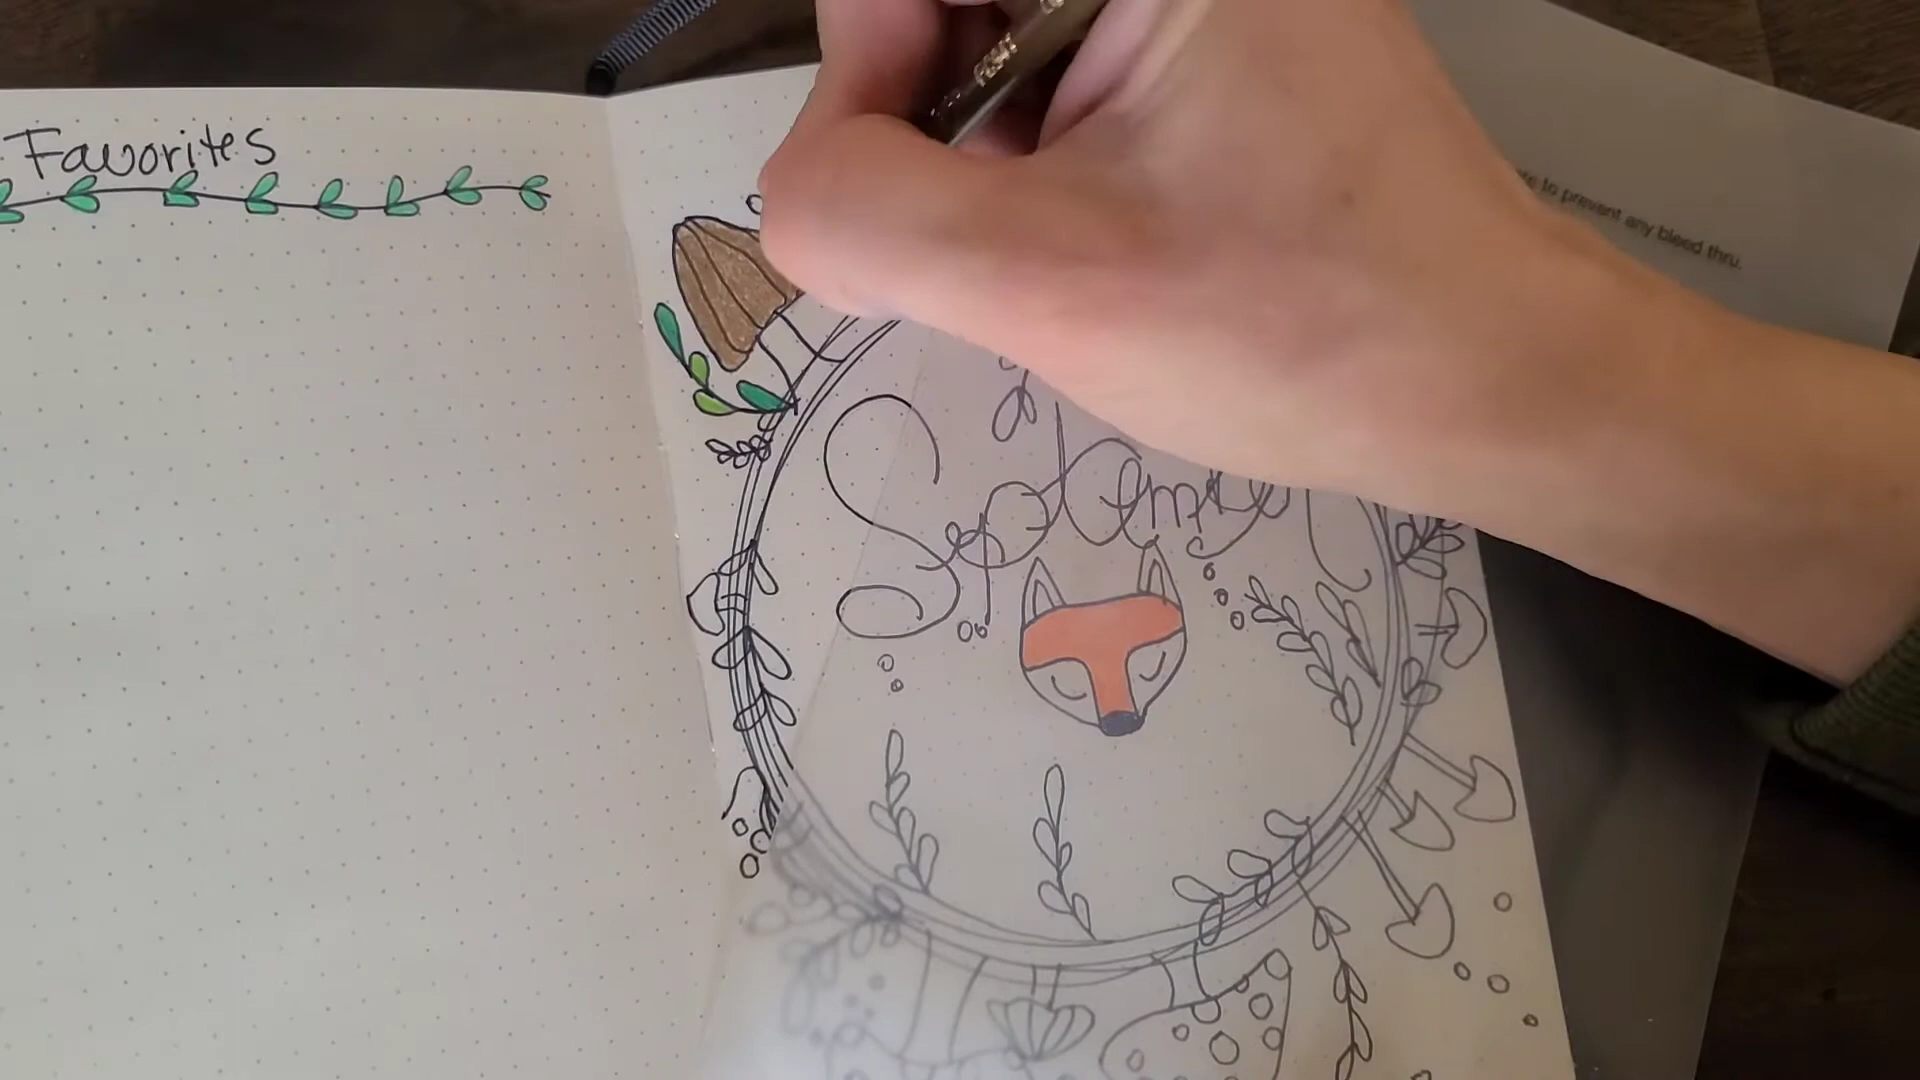 Favorites
September
to prevent any bleed thru.